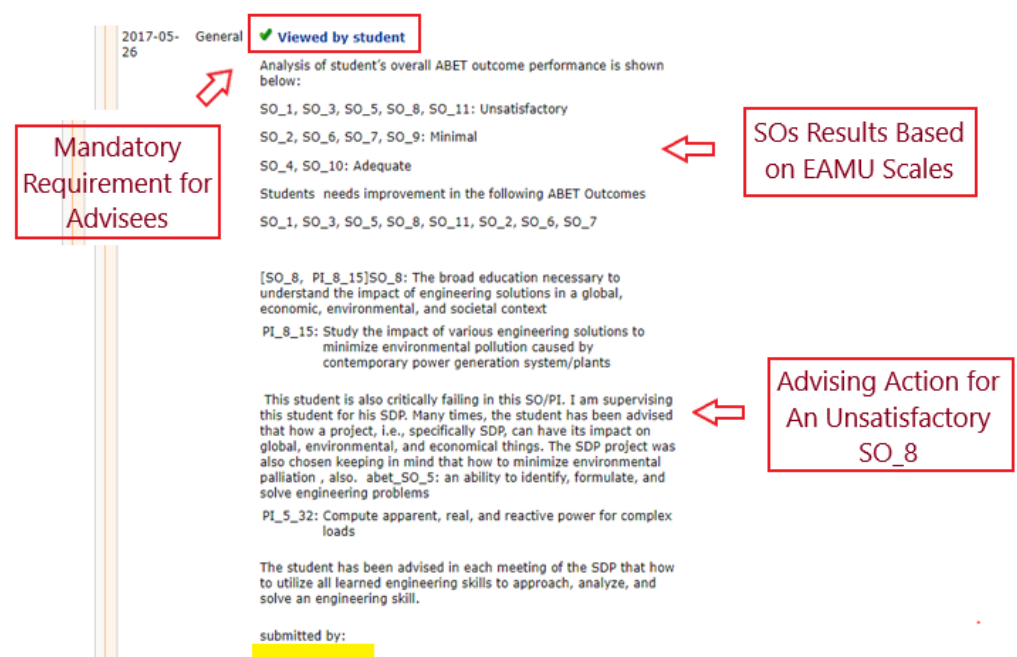 2017-05-
26
General
✔ Viewed by student
Analysis of student's overall ABET outcome performance is shown
below:
SO_1, SO_3, SO_5, SO_8, SO_11: Unsatisfactory
SO_2, SO_6, SO_7, SO_9: Minimal
SO_4, SO_10: Adequate
Students needs improvement in the following ABET Outcomes
SO_1, SO_3, SO_5, SO_8, SO_11, SO_2, SO_6, SO_7
Mandatory
Requirement for
Advisees
SOs Results Based
on EAMU Scales
[SO_8, PI_8_15]SO_8: The broad education necessary to
understand the impact of engineering solutions in a global,
economic, environmental, and societal context
PI_8_15: Study the impact of various engineering solutions to
minimize environmental pollution caused by
contemporary power generation system/plants
This student is also critically failing in this SO/PI. I am supervising
this student for his SDP. Many times, the student has been advised
that how a project, i.e., specifically SDP, can have its impact on
global, environmental, and economical things. The SDP project was
also chosen keeping in mind that how to minimize environmental
palliation , also. abet_SO_5: an ability to identify, formulate, and
solve engineering problems
PI_5_32: Compute apparent, real, and reactive power for complex
loads
Advising Action for
An Unsatisfactory
SO_8
The student has been advised in each meeting of the SDP that how
to utilize all learned engineering skills to approach, analyze, and
solve an engineering skill.
submitted by: